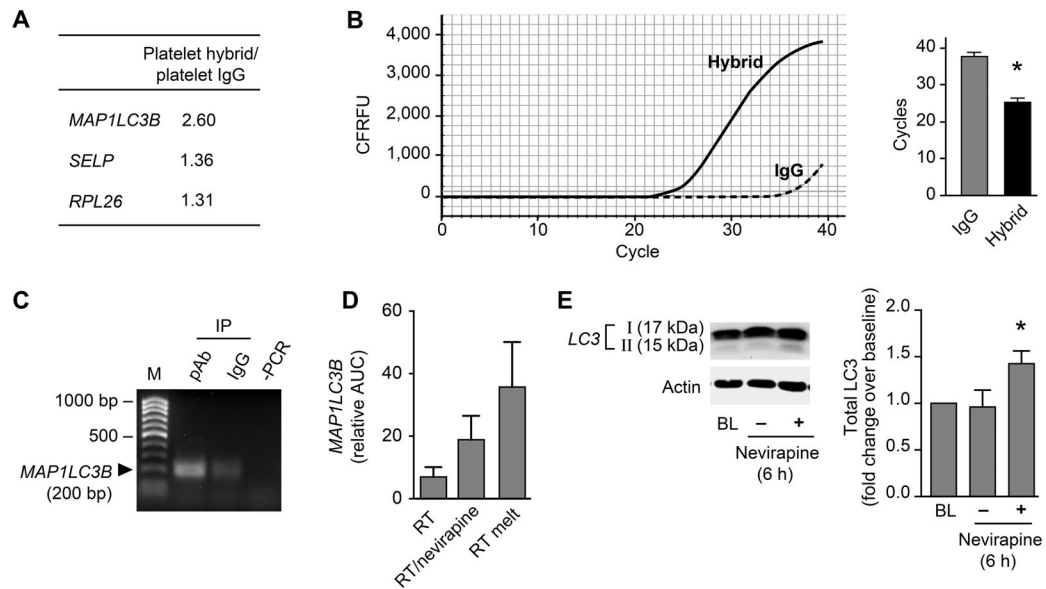 A
Platelet hybrid/
platelet IgG
MAP1LC3B 2.60
SELP 1.36
RPL26 1.31
B
CFRFU
4,000
3,000
2,000
1,000
0
Hybrid
IgG
0 10 20 30 40
Cycle
Cycles
40
30
20
10
0
*
IgG
Hybrid
C
IP
M pAb IgG -PCR
1000 bp
500
MAP1LC3B
(200 bp)
D
MAP1LC3B
(relative AUC)
60
40
20
0
RT
RT/nevirapine
RT melt
E
LC3
I (17 kDa)
II (15 kDa)
Actin
BL – +
Nevirapine
(6 h)
Total LC3
(fold change over baseline)
2.0
1.5
1.0
0.5
0.0
*
BL – +
Nevirapine
(6 h)